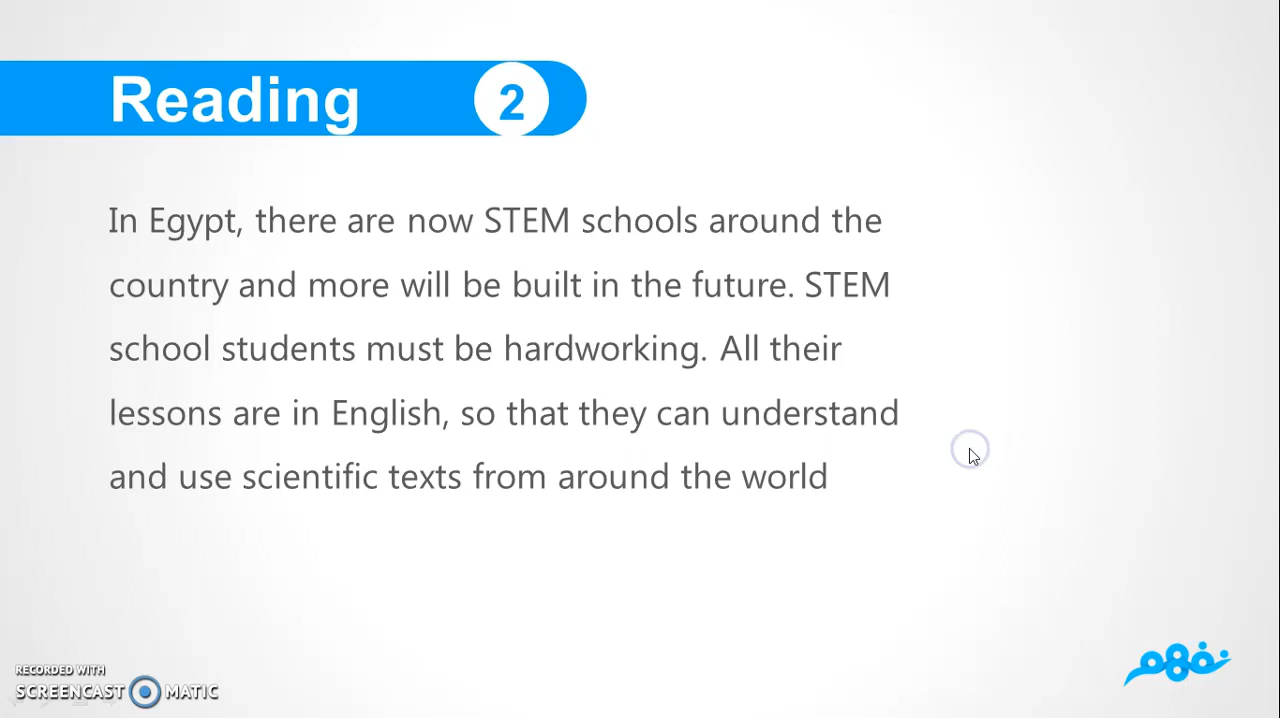 Reading 2
In Egypt, there are now STEM schools around the
country and more will be built in the future. STEM
school students must be hardworking. All their
lessons are in English, so that they can understand
and use scientific texts from around the world
RECORDED WITH
SCREENCAST MATIC
نفهم